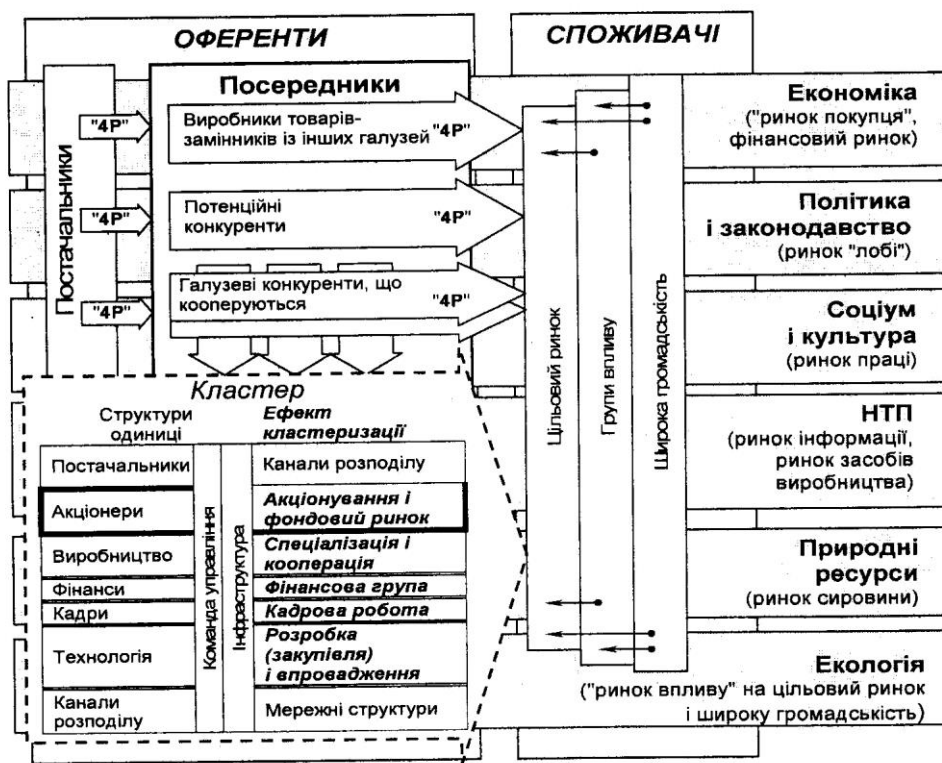 ОФЕРЕНТИ
СПОЖИВАЧІ
Постачальники
Посередники
"4Р"
Виробники товарів-
замінників із інших галузей "4Р"
"4Р"
Потенційні
конкуренти
"4Р"
"4Р"
Галузеві конкуренти, що
кооперуються
"4Р"
Цільовий ринок
Групи впливу
Широка громадськість
Економіка
("ринок покупця",
фінансовий ринок)
Політика
і законодавство
(ринок "лобі")
Соціум
і культура
(ринок праці)
НТП
(ринок інформації,
ринок засобів
виробництва)
Природні
ресурси
(ринок сировини)
Екологія
("ринок впливу" на цільовий ринок
і широку громадськість)
Кластер
Структури
одиниці
Ефект
кластеризації
Постачальники
Акціонери
Виробництво
Фінанси
Кадри
Технологія
Канали
розподілу
Команда управління
Інфраструктура
Канали розподілу
Акціонування і
фондовий ринок
Спеціалізація і
кооперація
Фінансова група
Кадрова робота
Розробка
(закупівля)
і впровадження
Мережні структури